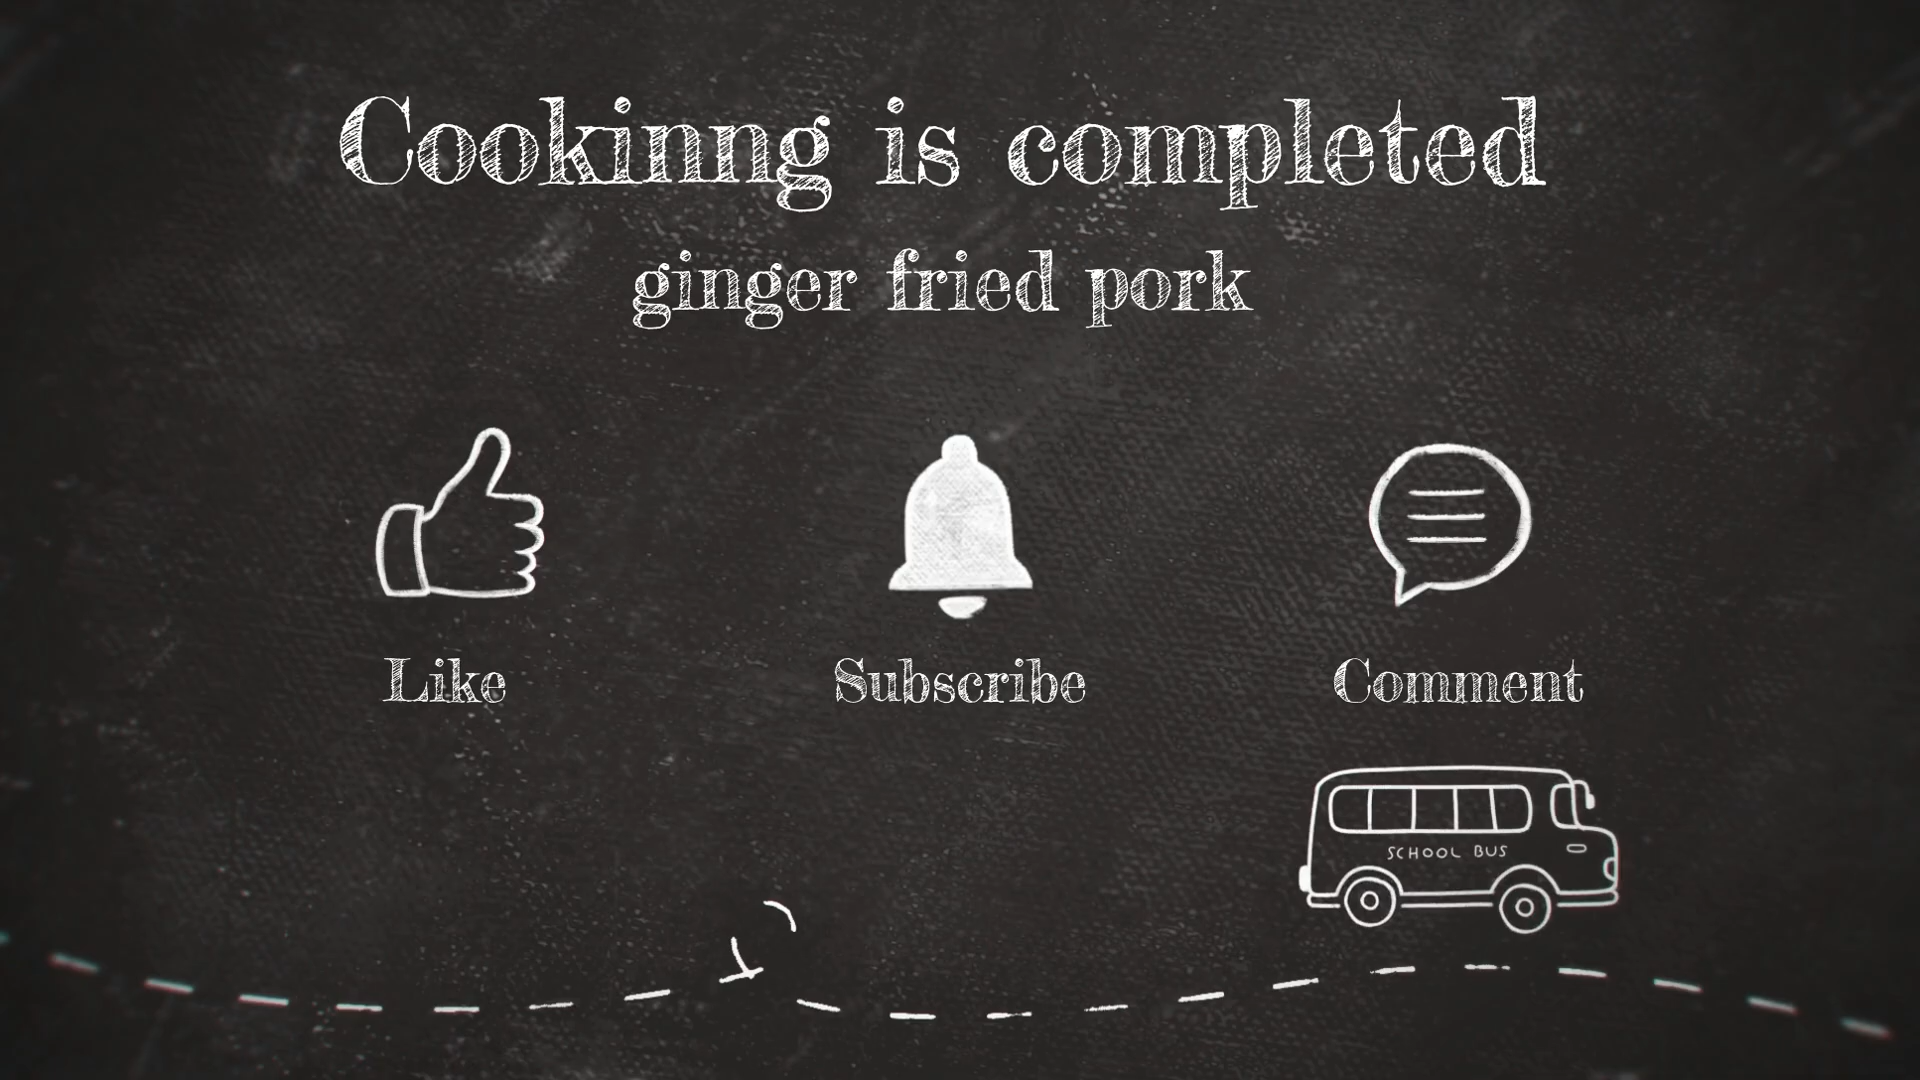 Cookinng is completed
ginger fried pork
Like
Subscribe
Comment
SCHOOL BUS